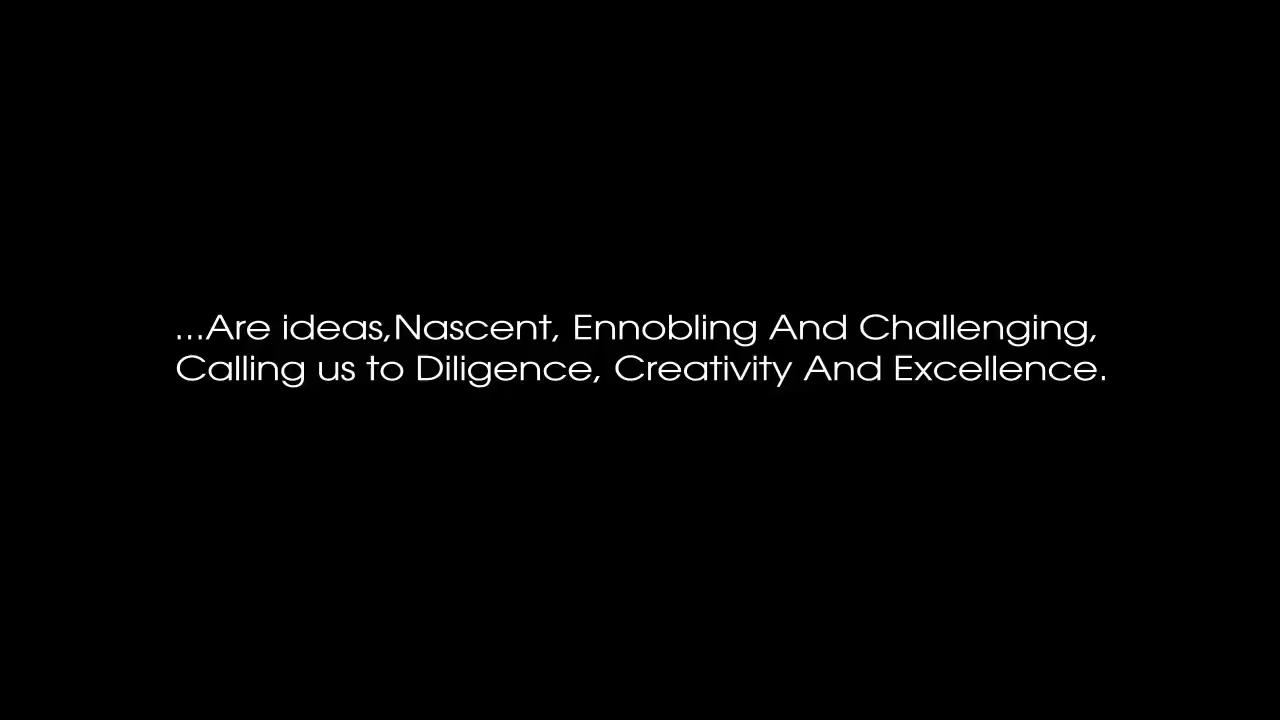 ...Are ideas,Nascent, Ennobling And Challenging,
Calling us to Diligence, Creativity And Excellence.